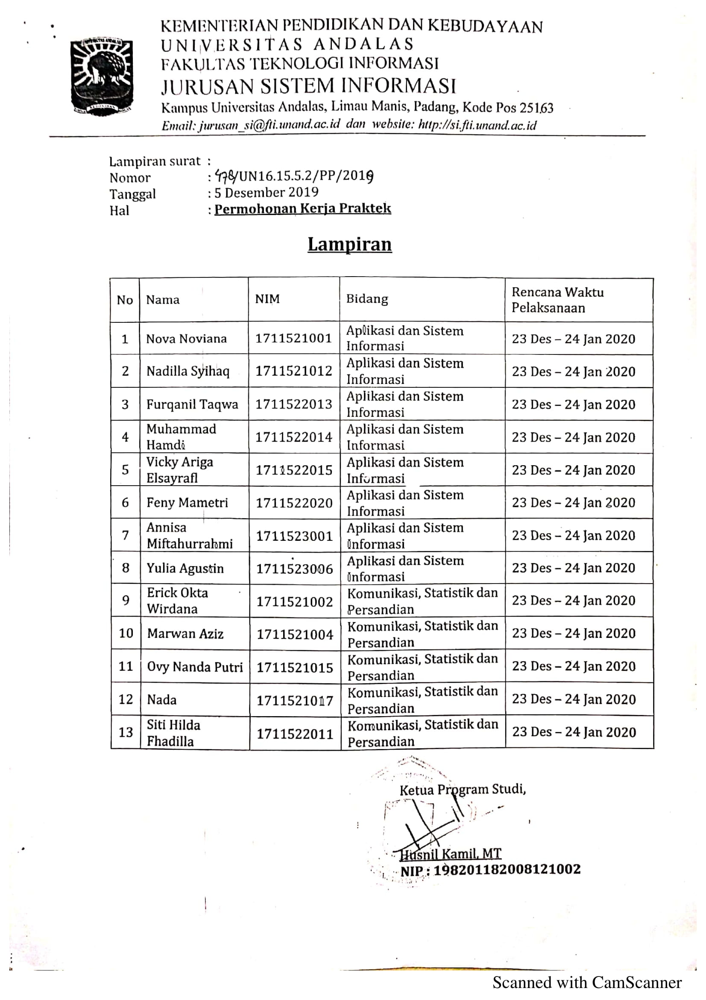 KEMENTERIAN PENDIDIKAN DAN KEBUDAYAAN
UNIVERSITAS ANDALAS
FAKULTAS TEKNOLOGI INFORMASI
JURUSAN SISTEM INFORMASI
Kampus Universitas Andalas, Limau Manis, Padang, Kode Pos 25163
Email: jurusan_si@fti.unand.ac.id dan website: http://si.fti.unand.ac.id
Lampiran surat :
Nomor : 478/UN16.15.5.2/PP/2019
Tanggal : 5 Desember 2019
Hal : Permohonan Kerja Praktek
Lampiran
No Nama NIM Bidang Rencana Waktu Pelaksanaan
1 Nova Noviana 1711521001 Aplikasi dan Sistem Informasi 23 Des – 24 Jan 2020
2 Nadilla Syihaq 1711521012 Aplikasi dan Sistem Informasi 23 Des – 24 Jan 2020
3 Furqanil Taqwa 1711522013 Aplikasi dan Sistem Informasi 23 Des – 24 Jan 2020
4 Muhammad Hamdi 1711522014 Aplikasi dan Sistem Informasi 23 Des – 24 Jan 2020
5 Vicky Ariga Elsayrafl 1711522015 Aplikasi dan Sistem Informasi 23 Des – 24 Jan 2020
6 Feny Mametri 1711522020 Aplikasi dan Sistem Informasi 23 Des – 24 Jan 2020
7 Annisa Miftahurrahmi 1711523001 Aplikasi dan Sistem Informasi 23 Des – 24 Jan 2020
8 Yulia Agustin 1711523006 Aplikasi dan Sistem Informasi 23 Des – 24 Jan 2020
9 Erick Okta Wirdana 1711521002 Komunikasi, Statistik dan Persandian 23 Des – 24 Jan 2020
10 Marwan Aziz 1711521004 Komunikasi, Statistik dan Persandian 23 Des – 24 Jan 2020
11 Ovy Nanda Putri 1711521015 Komunikasi, Statistik dan Persandian 23 Des – 24 Jan 2020
12 Nada 1711521017 Komunikasi, Statistik dan Persandian 23 Des – 24 Jan 2020
13 Siti Hilda Fhadilla 1711522011 Komunikasi, Statistik dan Persandian 23 Des – 24 Jan 2020
Ketua Program Studi,
Husnil Kamil, MT
NIP : 198201182008121002
Scanned with CamScanner